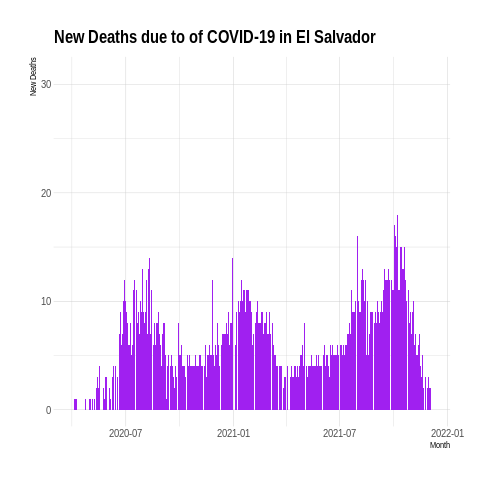 New Deaths due to of COVID-19 in El Salvador
New Deaths
30
20
10
0
2020-07
2021-01
2021-07
2022-01
Month